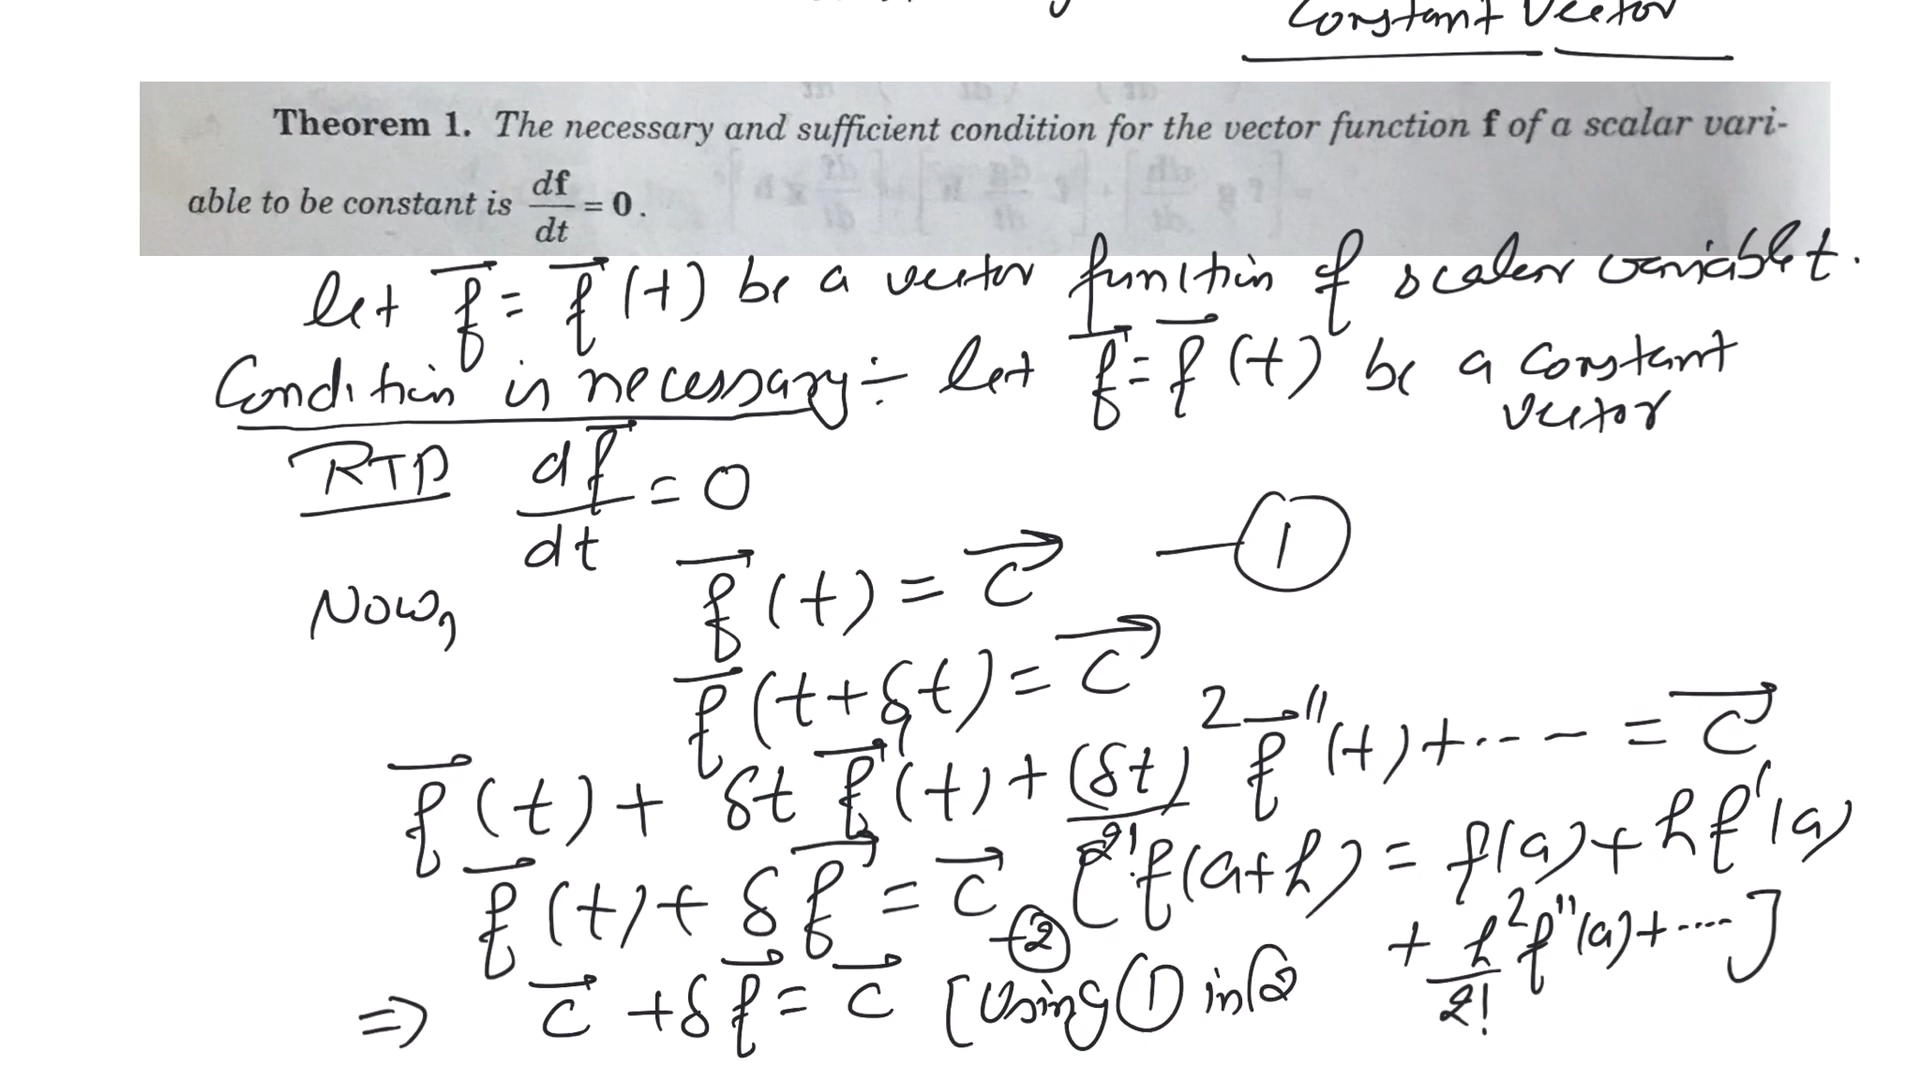 Constant Vector
Theorem 1. The necessary and sufficient condition for the vector function f of a scalar vari-
able to be constant is df/dt = 0.
let f⃗ = f⃗(t) be a vector function of scalar variable t.
Condition is necessary :- let f⃗ = f⃗(t) be a constant
vector
RTP df⃗/dt = 0
Now, f⃗(t) = c⃗ —①
f⃗(t+δt) = c⃗
f⃗(t) + δt f⃗'(t) + (δt)²/2! f⃗''(t) + ---- = c⃗
f⃗(t) + δf⃗ = c⃗ —② [∵ f(a+h) = f(a) + hf'(a)
+ h²/2! f''(a) + ....]
⇒ c⃗ + δf⃗ = c⃗ [Using ① in ②